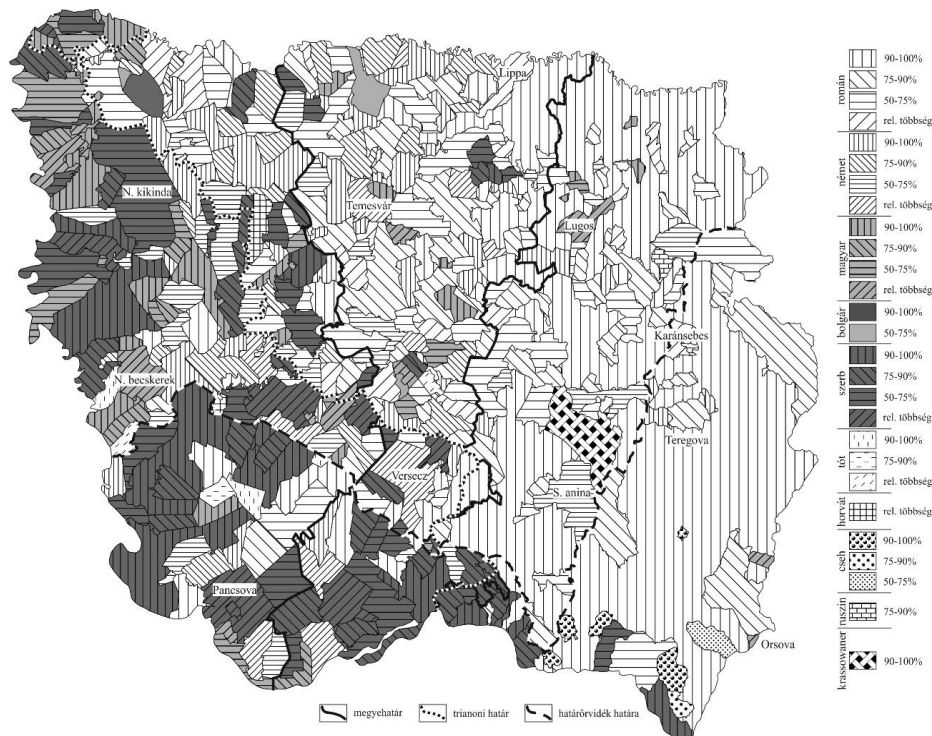 Lippa
N. kikinda
Temesvár
Lugos
Karánsebes
N. becskerek
Teregova
Versecz
S. anina
Pancsova
Orsova
román
90-100%
75-90%
50-75%
rel. többség
német
90-100%
75-90%
50-75%
rel. többség
magyar
90-100%
75-90%
50-75%
rel. többség
bolgár
90-100%
50-75%
szerb
90-100%
75-90%
50-75%
rel. többség
tót
90-100%
75-90%
rel. többség
horvát
rel. többség
cseh
90-100%
75-90%
50-75%
ruszin
75-90%
krassowaner
90-100%
megyehatár
trianoni határ
határőrvidék határa